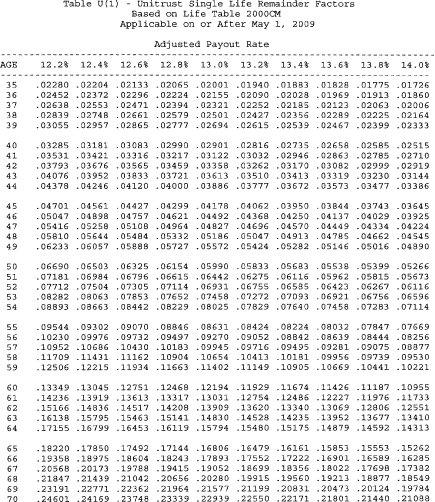 Table U(1) - Unitrust Single Life Remainder Factors
Based on Life Table 2000CM
Applicable on or After May 1, 2009
Adjusted Payout Rate
AGE 12.2% 12.4% 12.6% 12.8% 13.0% 13.2% 13.4% 13.6% 13.8% 14.0%
35 .02280 .02204 .02133 .02065 .02001 .01940 .01883 .01828 .01775 .01726
36 .02452 .02372 .02296 .02224 .02155 .02090 .02028 .01969 .01913 .01860
37 .02638 .02553 .02471 .02394 .02321 .02252 .02185 .02123 .02063 .02006
38 .02839 .02748 .02661 .02579 .02501 .02427 .02356 .02289 .02225 .02164
39 .03055 .02957 .02865 .02777 .02694 .02615 .02539 .02467 .02399 .02333
40 .03285 .03181 .03083 .02990 .02901 .02816 .02735 .02658 .02585 .02515
41 .03531 .03421 .03316 .03217 .03122 .03032 .02946 .02863 .02785 .02710
42 .03793 .03676 .03565 .03459 .03358 .03262 .03170 .03082 .02999 .02919
43 .04076 .03952 .03833 .03721 .03613 .03510 .03413 .03319 .03230 .03144
44 .04378 .04246 .04120 .04000 .03886 .03777 .03672 .03573 .03477 .03386
45 .04701 .04561 .04427 .04299 .04178 .04062 .03950 .03844 .03743 .03645
46 .05047 .04898 .04757 .04621 .04492 .04368 .04250 .04137 .04029 .03925
47 .05416 .05258 .05108 .04964 .04827 .04696 .04570 .04449 .04334 .04224
48 .05810 .05644 .05484 .05332 .05186 .05047 .04913 .04785 .04662 .04545
49 .06233 .06057 .05888 .05727 .05572 .05424 .05282 .05146 .05016 .04890
50 .06690 .06503 .06325 .06154 .05990 .05833 .05683 .05538 .05399 .05266
51 .07181 .06984 .06796 .06615 .06442 .06275 .06116 .05962 .05815 .05673
52 .07712 .07504 .07305 .07114 .06931 .06755 .06585 .06423 .06267 .06116
53 .08282 .08063 .07853 .07652 .07458 .07272 .07093 .06921 .06756 .06596
54 .08893 .08663 .08442 .08229 .08025 .07829 .07640 .07458 .07283 .07114
55 .09544 .09302 .09070 .08846 .08631 .08424 .08224 .08032 .07847 .07669
56 .10230 .09976 .09732 .09497 .09270 .09052 .08842 .08639 .08444 .08256
57 .10952 .10686 .10430 .10183 .09945 .09716 .09495 .09281 .09075 .08877
58 .11709 .11431 .11162 .10904 .10654 .10413 .10181 .09956 .09739 .09530
59 .12506 .12215 .11934 .11663 .11402 .11149 .10905 .10669 .10441 .10221
60 .13349 .13045 .12751 .12468 .12194 .11929 .11674 .11426 .11187 .10955
61 .14236 .13919 .13613 .13317 .13031 .12754 .12486 .12227 .11976 .11733
62 .15166 .14836 .14517 .14208 .13909 .13620 .13340 .13069 .12806 .12551
63 .16138 .15795 .15463 .15141 .14830 .14528 .14235 .13952 .13677 .13410
64 .17155 .16799 .16453 .16119 .15794 .15480 .15175 .14879 .14592 .14313
65 .18220 .17850 .17492 .17144 .16806 .16479 .16161 .15853 .15553 .15262
66 .19358 .18975 .18604 .18243 .17893 .17552 .17222 .16901 .16589 .16285
67 .20568 .20173 .19788 .19415 .19052 .18699 .18356 .18022 .17698 .17382
68 .21847 .21439 .21042 .20656 .20280 .19915 .19560 .19213 .18877 .18549
69 .23191 .22771 .22362 .21964 .21577 .21199 .20831 .20473 .20124 .19784
70 .24601 .24169 .23748 .23339 .22939 .22550 .22171 .21801 .21440 .21088